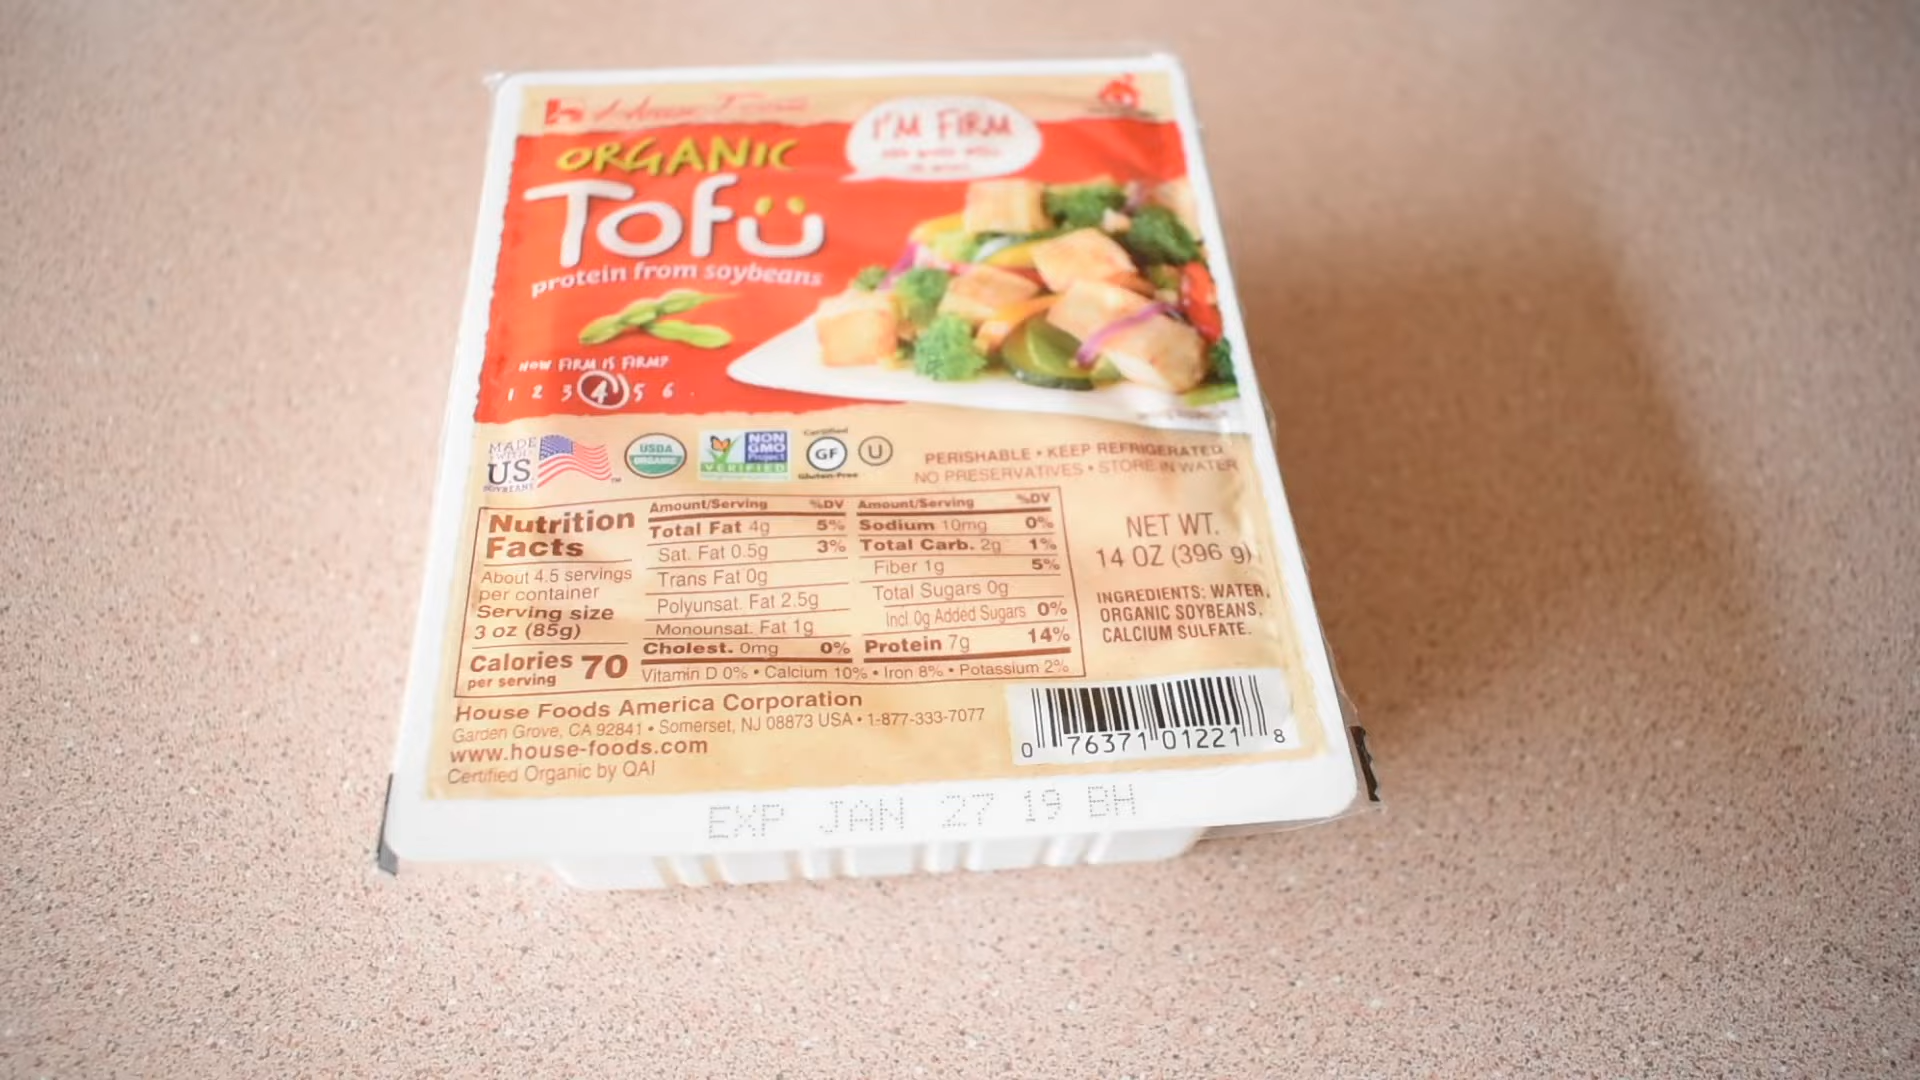 House Foods
ORGANIC
Tofu
protein from soybeans
I'M FIRM
HOW FIRM IS FIRM?
1 2 3 4 5 6
MADE WITH U.S. SOYBEANS ™
USDA ORGANIC
NON GMO Project VERIFIED
Certified GF Gluten-Free
U
PERISHABLE • KEEP REFRIGERATED
NO PRESERVATIVES • STORE IN WATER
Nutrition
Facts
About 4.5 servings
per container
Serving size
3 oz (85g)
Calories 70
per serving
Amount/Serving %DV
Total Fat 4g 5%
Sat. Fat 0.5g 3%
Trans Fat 0g
Polyunsat. Fat 2.5g
Monounsat. Fat 1g
Cholest. 0mg 0%
Amount/Serving %DV
Sodium 10mg 0%
Total Carb. 2g 1%
Fiber 1g 5%
Total Sugars 0g
Incl 0g Added Sugars 0%
Protein 7g 14%
Vitamin D 0% • Calcium 10% • Iron 8% • Potassium 2%
NET WT.
14 OZ (396 g)
INGREDIENTS: WATER,
ORGANIC SOYBEANS,
CALCIUM SULFATE.
House Foods America Corporation
Garden Grove, CA 92841 • Somerset, NJ 08873 USA • 1-877-333-7077
www.house-foods.com
Certified Organic by QAI
0 76371 01221 8
EXP JAN 27 19 BH